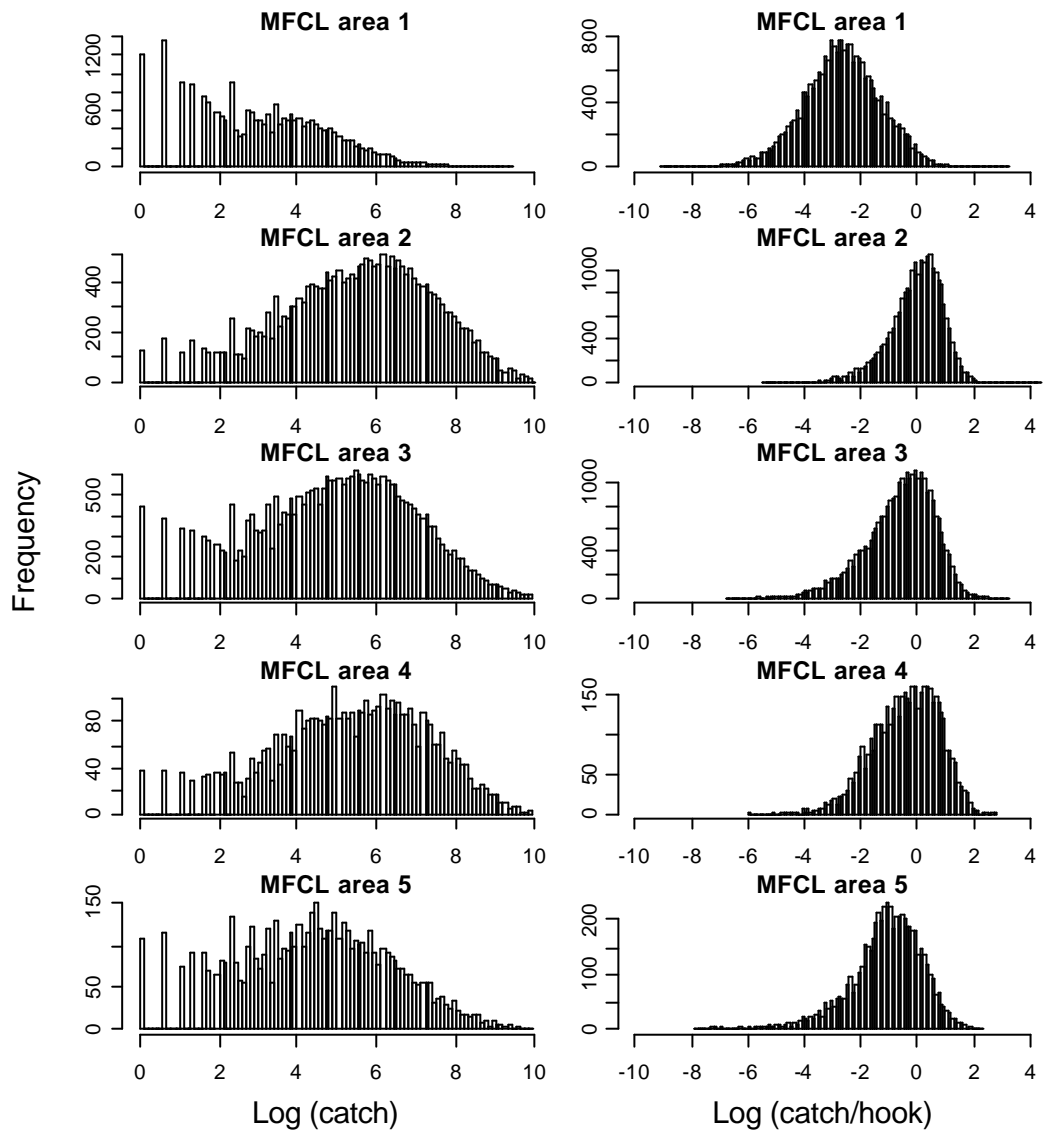 MFCL area 1
MFCL area 1
0 600 1200
0 400 800
0 2 4 6 8 10
-10 -8 -6 -4 -2 0 2 4
MFCL area 2
MFCL area 2
0 200 400
0 400 1000
0 2 4 6 8 10
-10 -8 -6 -4 -2 0 2 4
MFCL area 3
MFCL area 3
0 200 500
0 400 1000
0 2 4 6 8 10
-10 -8 -6 -4 -2 0 2 4
Frequency
MFCL area 4
MFCL area 4
0 40 80
0 50 150
0 2 4 6 8 10
-10 -8 -6 -4 -2 0 2 4
MFCL area 5
MFCL area 5
0 50 150
0 100 200
0 2 4 6 8 10
-10 -8 -6 -4 -2 0 2 4
Log (catch)
Log (catch/hook)